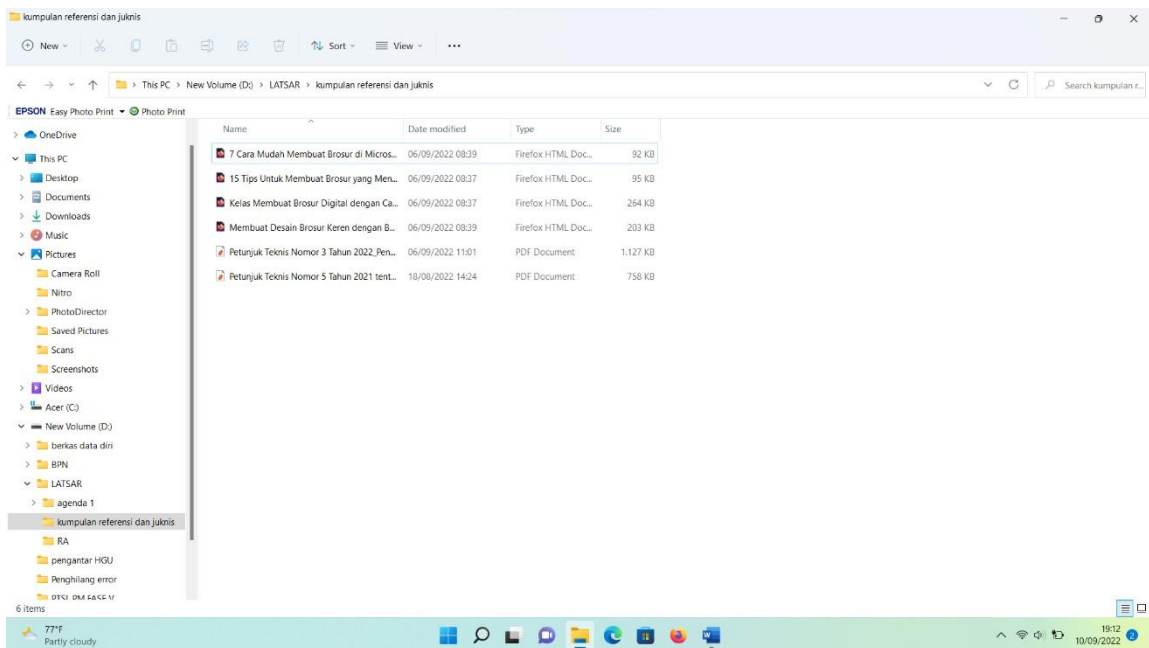 kumpulan referensi dan juknis
New
Sort
View
This PC > New Volume (D:) > LATSAR > kumpulan referensi dan juknis
Search kumpulan r...
EPSON Easy Photo Print Photo Print
Name Date modified Type Size
OneDrive
This PC
Desktop
Documents
Downloads
Music
Pictures
Camera Roll
Nitro
PhotoDirector
Saved Pictures
Scans
Screenshots
Videos
Acer (C:)
New Volume (D:)
berkas data diri
BPN
LATSAR
agenda 1
kumpulan referensi dan juknis
RA
pengantar HGU
Penghilang error
PTSL PM FASE V
7 Cara Mudah Membuat Brosur di Micros... 06/09/2022 08:39 Firefox HTML Doc... 92 KB
15 Tips Untuk Membuat Brosur yang Men... 06/09/2022 08:37 Firefox HTML Doc... 95 KB
Kelas Membuat Brosur Digital dengan Ca... 06/09/2022 08:37 Firefox HTML Doc... 264 KB
Membuat Desain Brosur Keren dengan B... 06/09/2022 08:39 Firefox HTML Doc... 203 KB
Petunjuk Teknis Nomor 3 Tahun 2022_Pen... 06/09/2022 11:01 PDF Document 1.127 KB
Petunjuk Teknis Nomor 5 Tahun 2021 tent... 18/08/2022 14:24 PDF Document 758 KB
6 items
77°F
Partly cloudy
19:12
10/09/2022
2